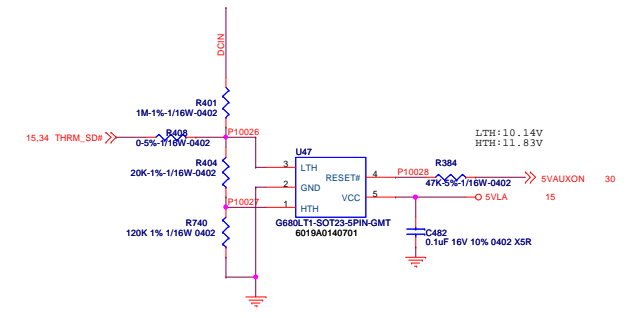 DCIN
R401
1M-1%-1/16W-0402
15,34 THRM_SD#
R408
0-5%-1/16W-0402
P10026
R404
20K-1%-1/16W-0402
P10027
R740
120K 1% 1/16W 0402
U47
3 LTH
2 GND
1 HTH
RESET# 4
VCC 5
G680LT1-SOT23-5PIN-GMT
6019A0140701
LTH:10.14V
HTH:11.83V
P10028
R384
47K-5%-1/16W-0402
5VAUXON 30
5VLA 15
C482
0.1uF 16V 10% 0402 X5R